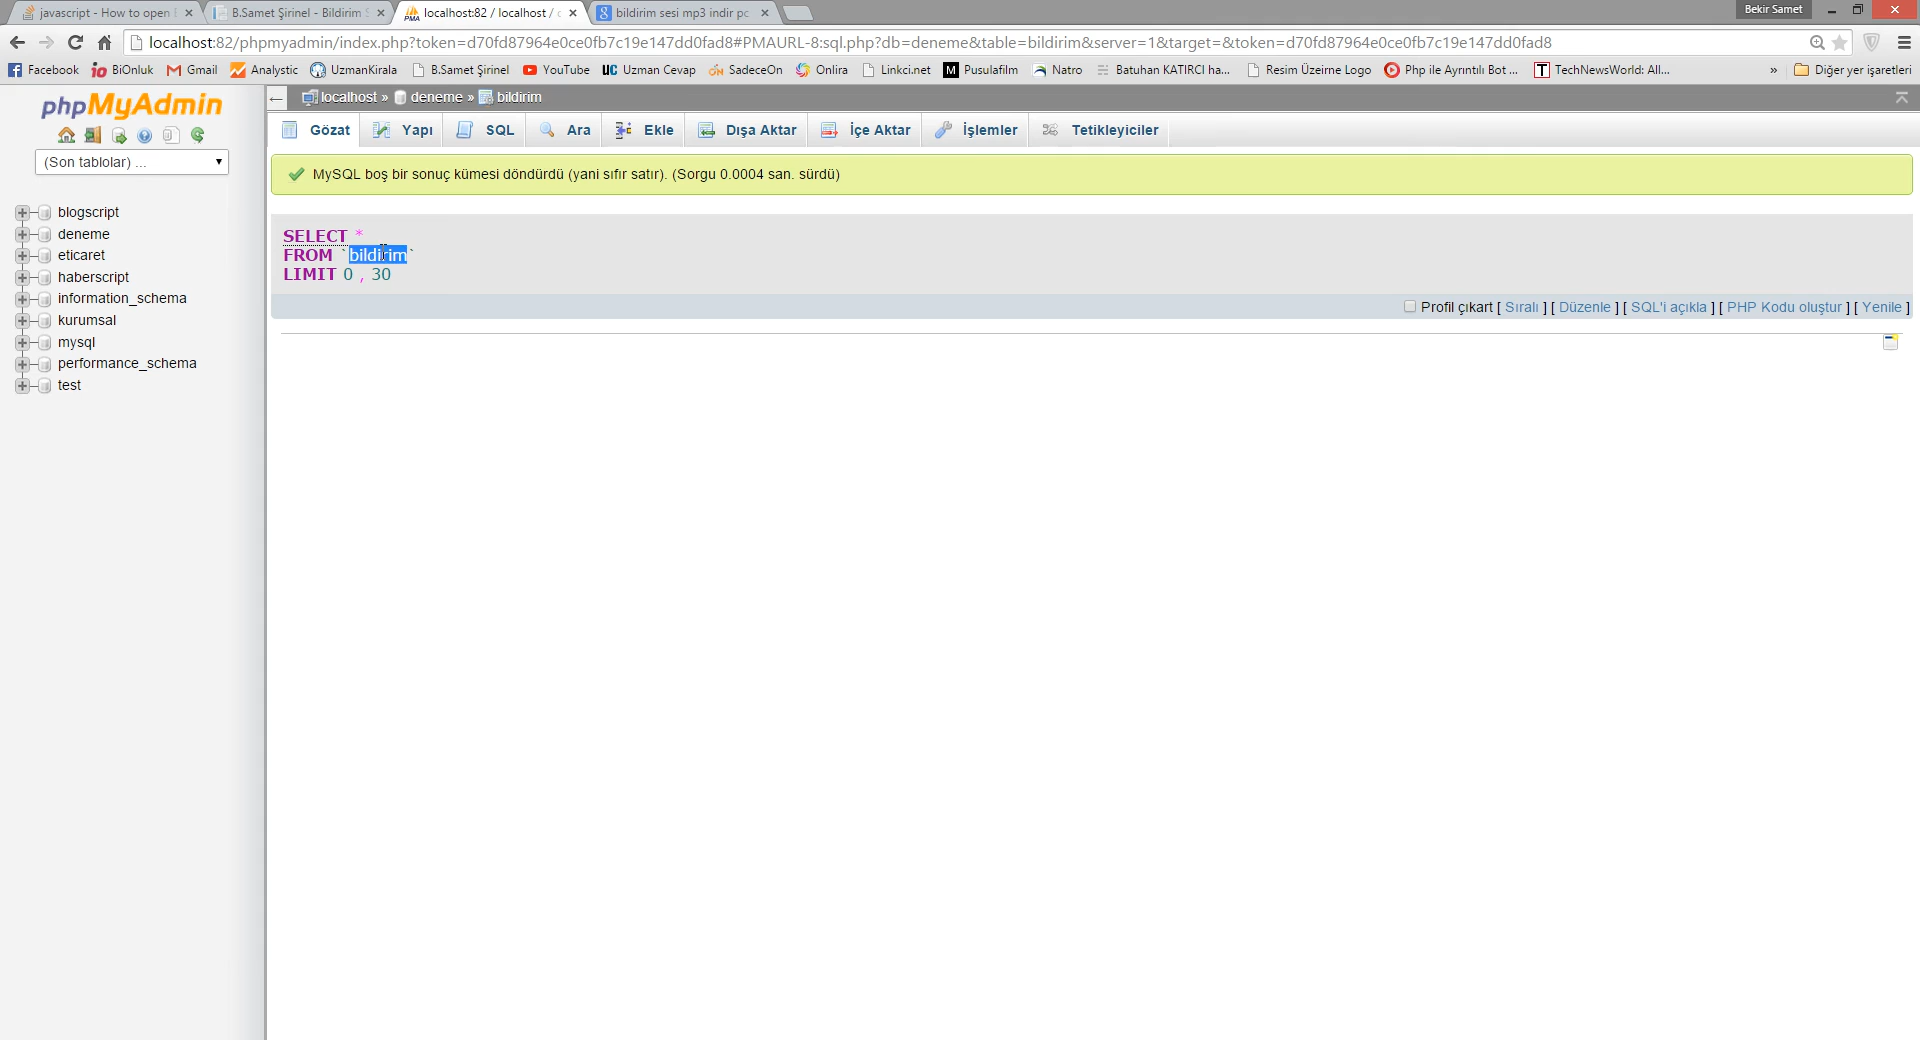 javascript - How to open
B.Samet Şirinel - Bildirim S
localhost:82 / localhost /
bildirim sesi mp3 indir pc
Bekir Samet
localhost:82/phpmyadmin/index.php?token=d70fd87964e0ce0fb7c19e147dd0fad8#PMAURL-8:sql.php?db=deneme&table=bildirim&server=1&target=&token=d70fd87964e0ce0fb7c19e147dd0fad8
Facebook
BiOnluk
Gmail
Analystic
UzmanKirala
B.Samet Şirinel
YouTube
Uzman Cevap
SadeceOn
Onlira
Linkci.net
Pusulafilm
Natro
Batuhan KATIRCI ha...
Resim Üzeirne Logo
Php ile Ayrıntılı Bot ...
TechNewsWorld: All...
»
Diğer yer işaretleri
phpMyAdmin
(Son tablolar) ...
blogscript
deneme
eticaret
haberscript
information_schema
kurumsal
mysql
performance_schema
test
localhost » deneme » bildirim
Gözat
Yapı
SQL
Ara
Ekle
Dışa Aktar
İçe Aktar
İşlemler
Tetikleyiciler
MySQL boş bir sonuç kümesi döndürdü (yani sıfır satır). (Sorgu 0.0004 san. sürdü)
SELECT *
FROM `bildirim`
LIMIT 0 , 30
Profil çıkart [ Sıralı ] [ Düzenle ] [ SQL'i açıkla ] [ PHP Kodu oluştur ] [ Yenile ]